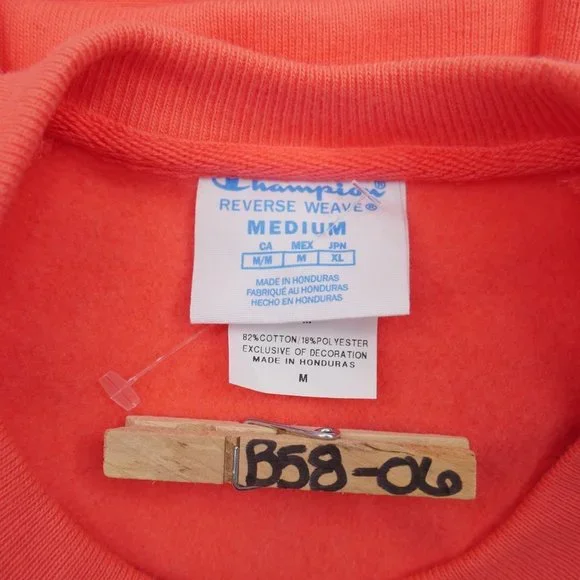 Champion
REVERSE WEAVE®
MEDIUM
CA MEX JPN
M/M M XL
MADE IN HONDURAS
FABRIQUÉ AU HONDURAS
HECHO EN HONDURAS
82%COTTON/18%POLYESTER
EXCLUSIVE OF DECORATION
MADE IN HONDURAS
M
B58-06